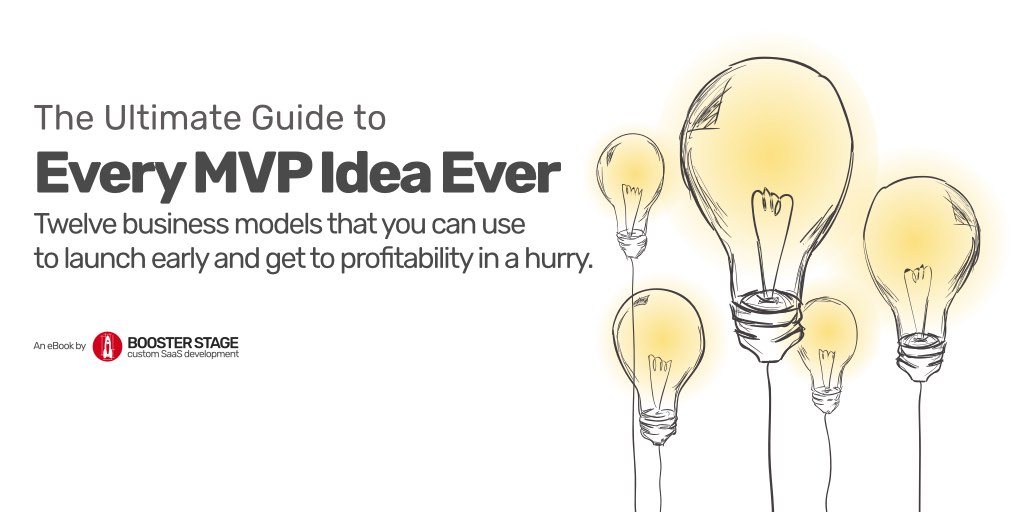 The Ultimate Guide to
Every MVP Idea Ever
Twelve business models that you can use
to launch early and get to profitability in a hurry.
An eBook by
BOOSTER STAGE
custom SaaS development